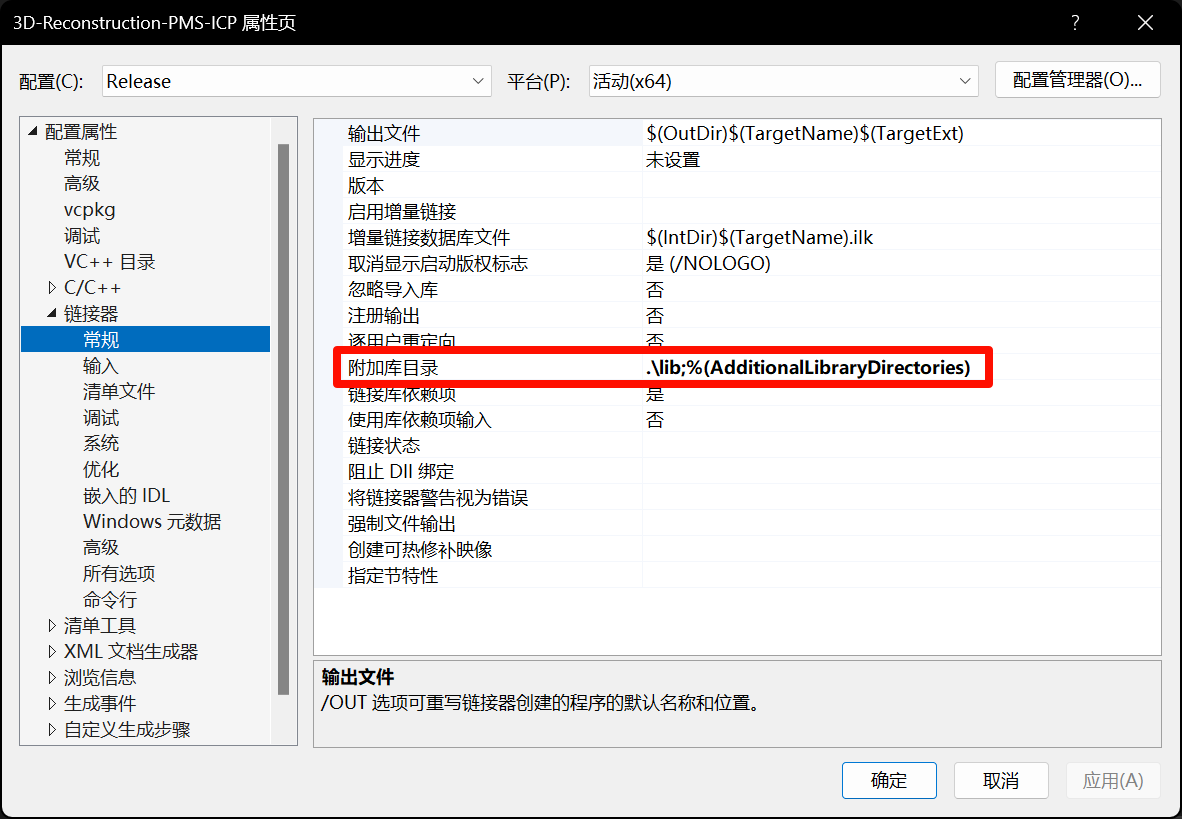 3D-Reconstruction-PMS-ICP 属性页
?
配置(C): Release 平台(P): 活动(x64) 配置管理器(O)...
配置属性
常规
高级
vcpkg
调试
VC++ 目录
C/C++
链接器
常规
输入
清单文件
调试
系统
优化
嵌入的 IDL
Windows 元数据
高级
所有选项
命令行
清单工具
XML 文档生成器
浏览信息
生成事件
自定义生成步骤
输出文件 $(OutDir)$(TargetName)$(TargetExt)
显示进度 未设置
版本
启用增量链接
增量链接数据库文件 $(IntDir)$(TargetName).ilk
取消显示启动版权标志 是 (/NOLOGO)
忽略导入库 否
注册输出 否
逐用户重定向 否
附加库目录 .\lib;%(AdditionalLibraryDirectories)
链接库依赖项 是
使用库依赖项输入 否
链接状态
阻止 Dll 绑定
将链接器警告视为错误
强制文件输出
创建可热修补映像
指定节特性
输出文件
/OUT 选项可重写链接器创建的程序的默认名称和位置。
确定 取消 应用(A)